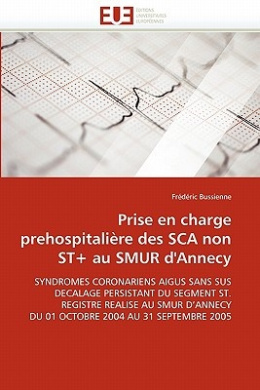 EUE
ÉDITIONS
UNIVERSITAIRES
EUROPÉENNES
Frédéric Bussienne
Prise en charge
prehospitalière des SCA non
ST+ au SMUR d'Annecy
SYNDROMES CORONARIENS AIGUS SANS SUS
DECALAGE PERSISTANT DU SEGMENT ST.
REGISTRE REALISE AU SMUR D'ANNECY
DU 01 OCTOBRE 2004 AU 31 SEPTEMBRE 2005